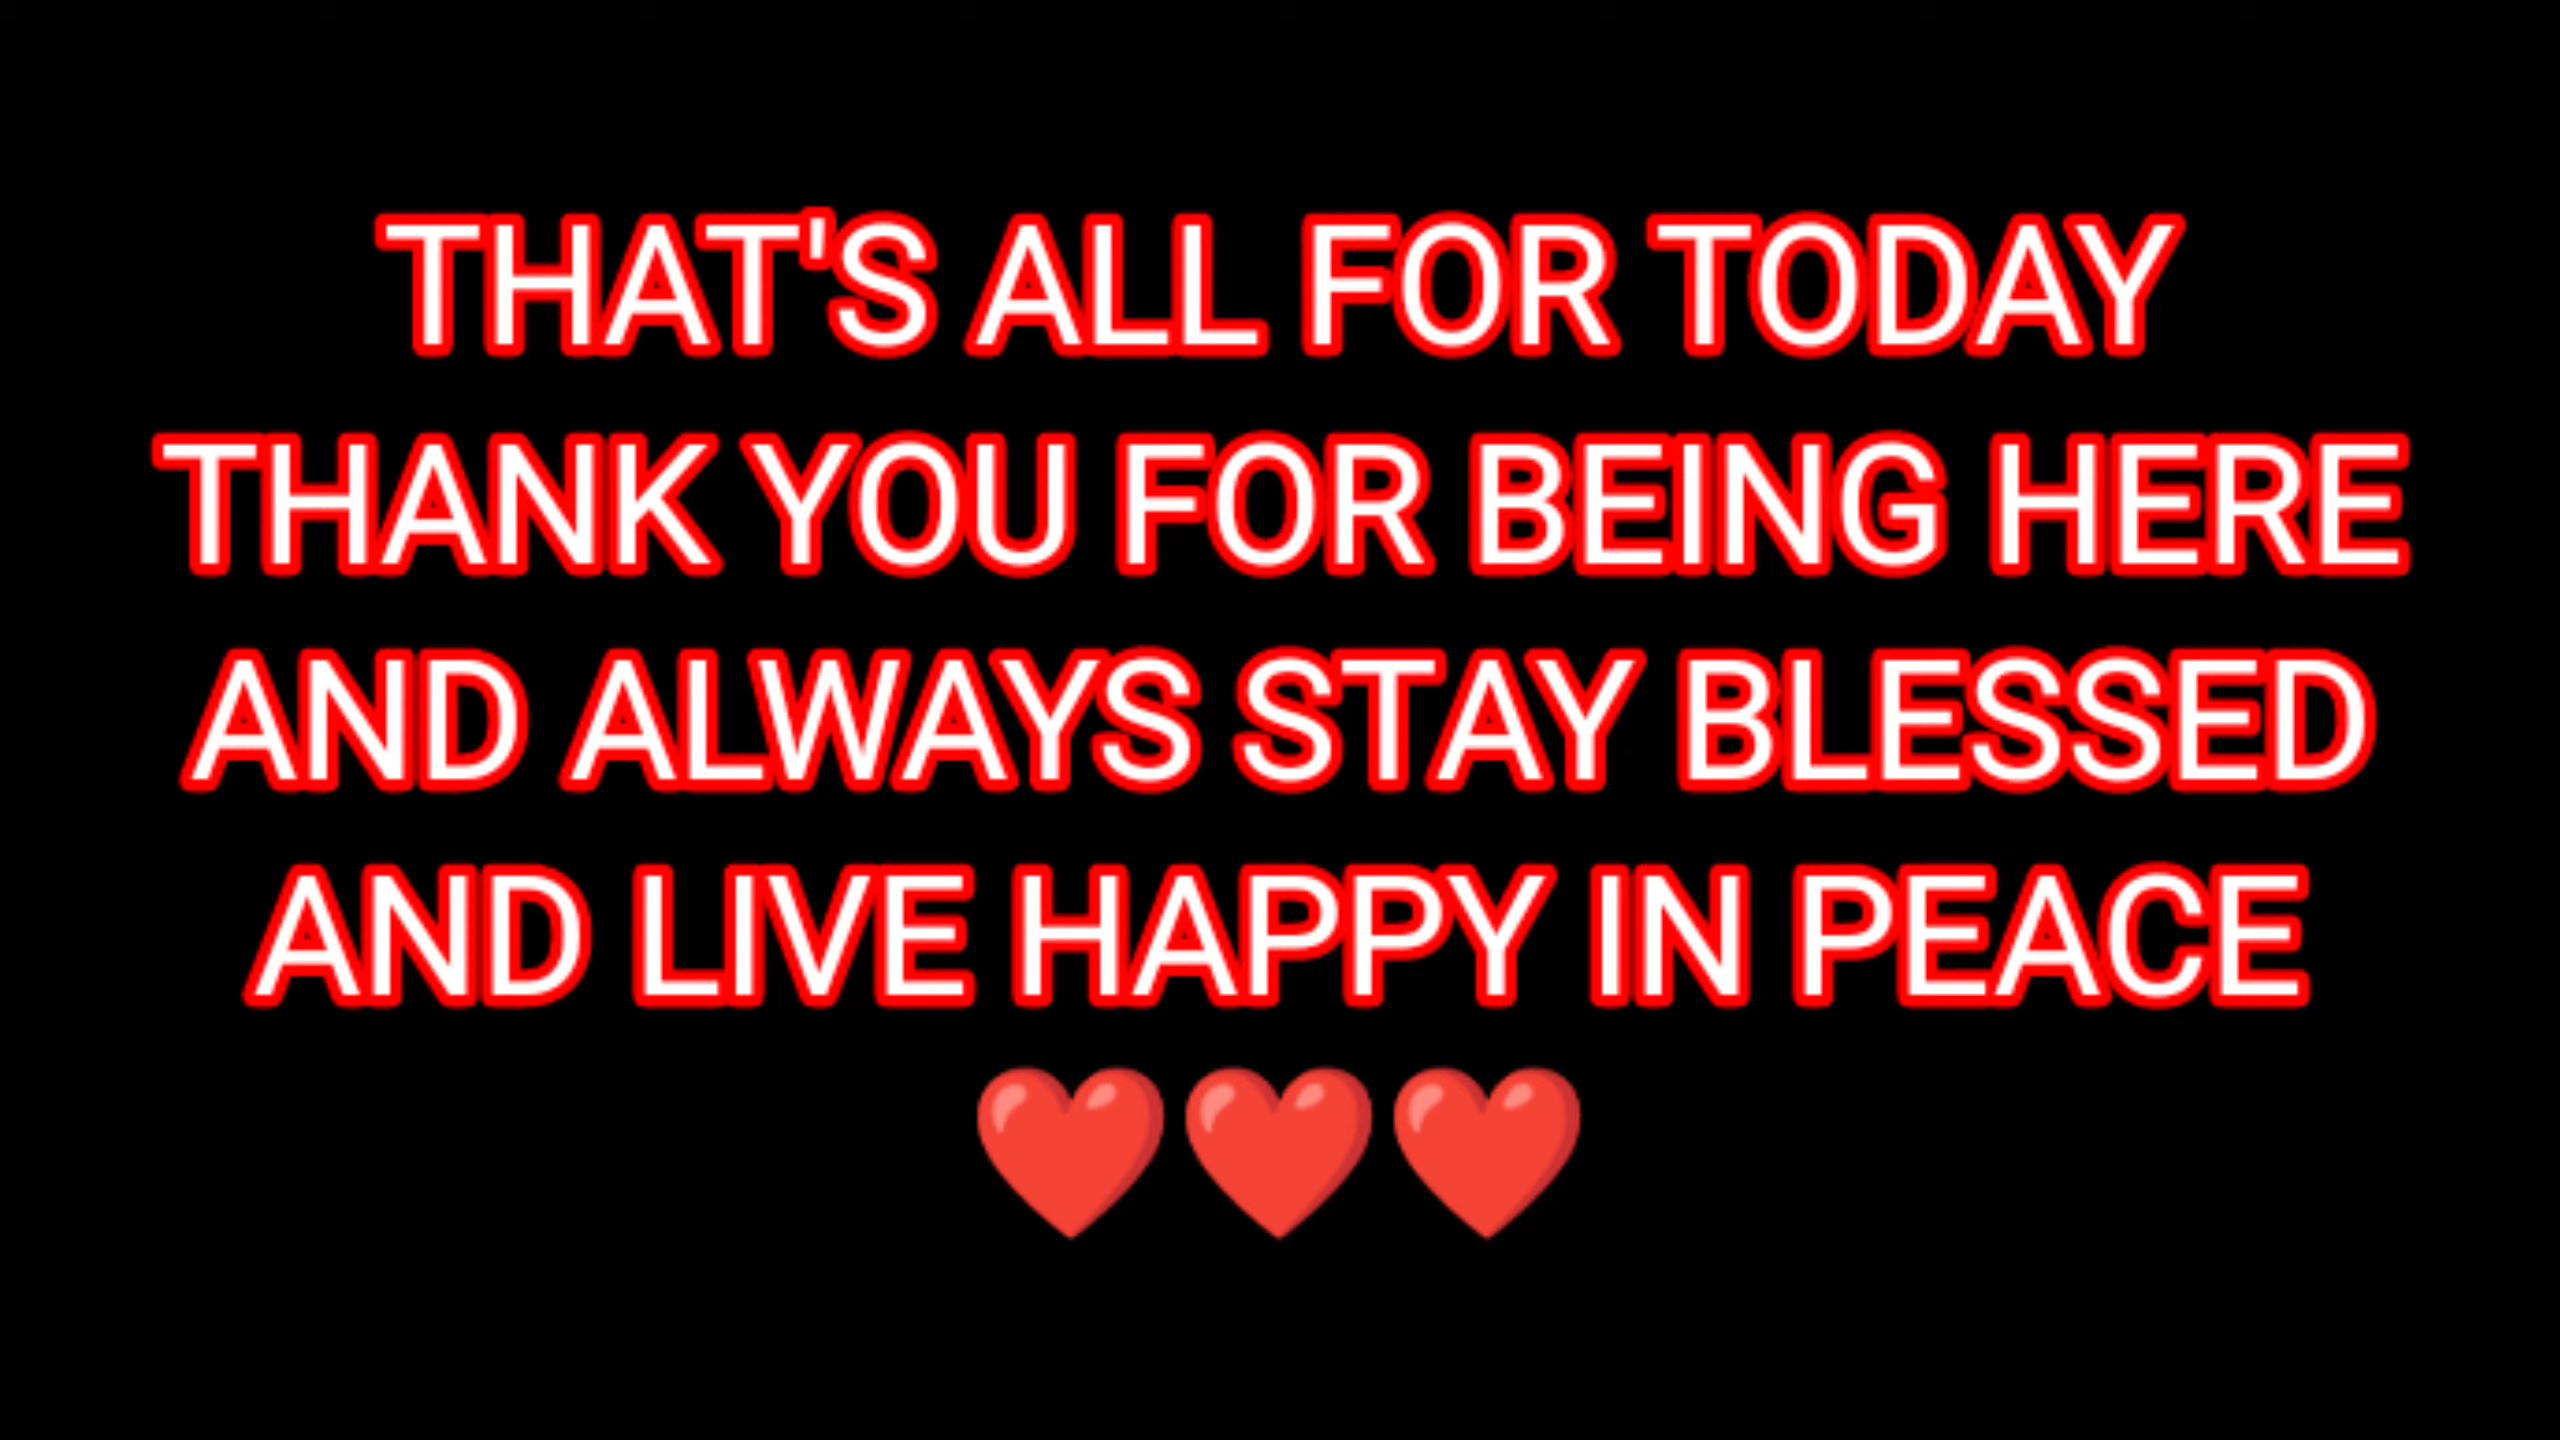 THAT'S ALL FOR TODAY
THANK YOU FOR BEING HERE
AND ALWAYS STAY BLESSED
AND LIVE HAPPY IN PEACE
❤️❤️❤️